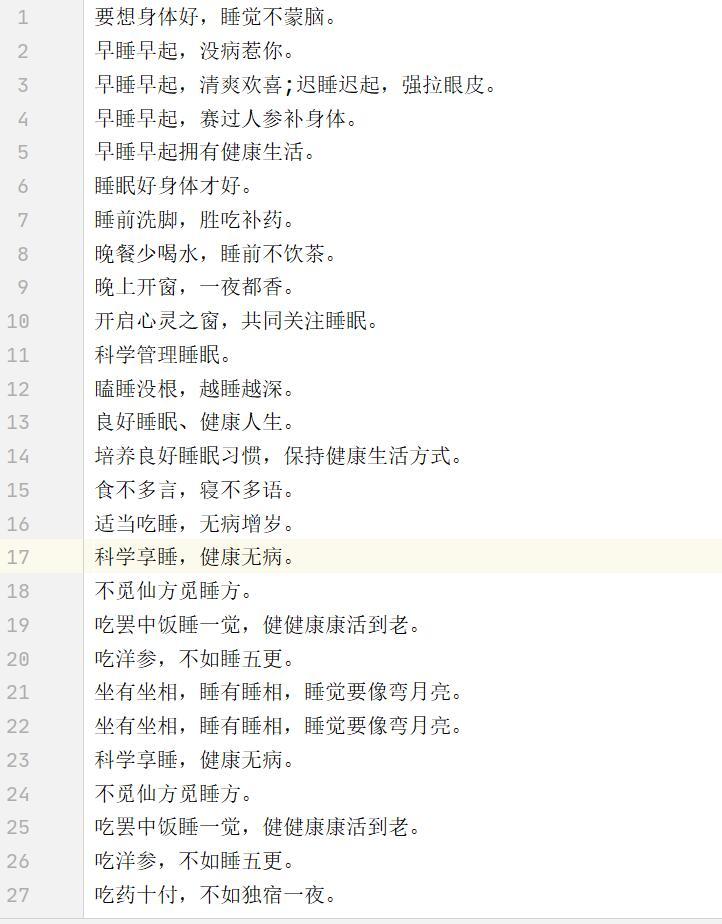 1 要想身体好，睡觉不蒙脑。
2 早睡早起，没病惹你。
3 早睡早起，清爽欢喜;迟睡迟起，强拉眼皮。
4 早睡早起，赛过人参补身体。
5 早睡早起拥有健康生活。
6 睡眠好身体才好。
7 睡前洗脚，胜吃补药。
8 晚餐少喝水，睡前不饮茶。
9 晚上开窗，一夜都香。
10 开启心灵之窗，共同关注睡眠。
11 科学管理睡眠。
12 瞌睡没根，越睡越深。
13 良好睡眠、健康人生。
14 培养良好睡眠习惯，保持健康生活方式。
15 食不多言，寝不多语。
16 适当吃睡，无病增岁。
17 科学享睡，健康无病。
18 不觅仙方觅睡方。
19 吃罢中饭睡一觉，健健康康活到老。
20 吃洋参，不如睡五更。
21 坐有坐相，睡有睡相，睡觉要像弯月亮。
22 坐有坐相，睡有睡相，睡觉要像弯月亮。
23 科学享睡，健康无病。
24 不觅仙方觅睡方。
25 吃罢中饭睡一觉，健健康康活到老。
26 吃洋参，不如睡五更。
27 吃药十付，不如独宿一夜。